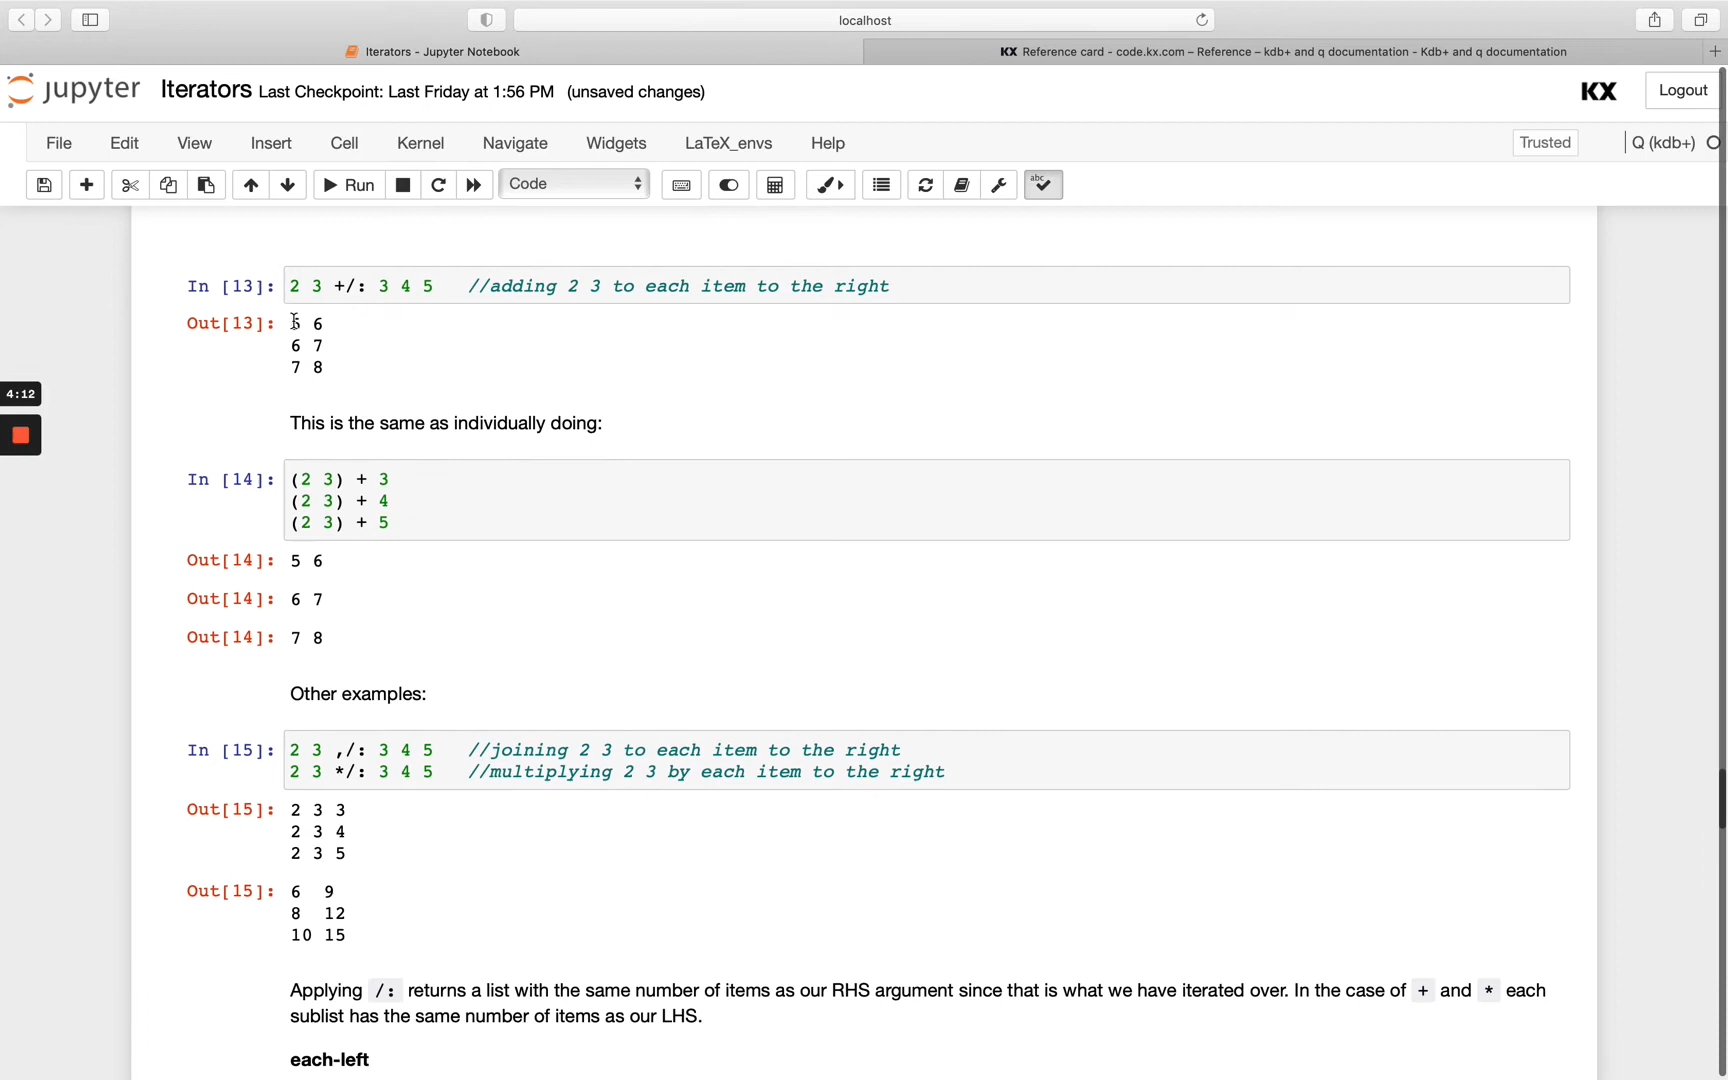 localhost
Iterators - Jupyter Notebook
KX Reference card - code.kx.com – Reference – kdb+ and q documentation - Kdb+ and q documentation
jupyter Iterators Last Checkpoint: Last Friday at 1:56 PM (unsaved changes)
KX
Logout
File Edit View Insert Cell Kernel Navigate Widgets LaTeX_envs Help
Trusted
Q (kdb+)
Run
Code
abc
In [13]: 2 3 +/: 3 4 5 //adding 2 3 to each item to the right
Out[13]: 5 6
6 7
7 8
4:12
This is the same as individually doing:
In [14]: (2 3) + 3
(2 3) + 4
(2 3) + 5
Out[14]: 5 6
Out[14]: 6 7
Out[14]: 7 8
Other examples:
In [15]: 2 3 ,/: 3 4 5 //joining 2 3 to each item to the right
2 3 */: 3 4 5 //multiplying 2 3 by each item to the right
Out[15]: 2 3 3
2 3 4
2 3 5
Out[15]: 6 9
8 12
10 15
Applying /: returns a list with the same number of items as our RHS argument since that is what we have iterated over. In the case of + and * each
sublist has the same number of items as our LHS.
each-left